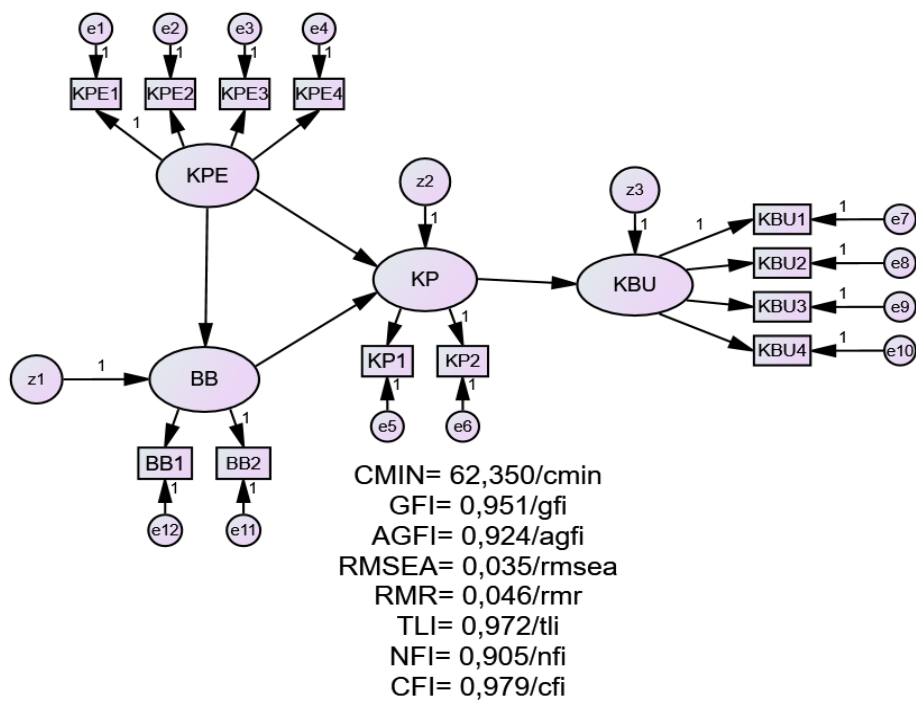 e1 e2 e3 e4
1 1 1 1
KPE1 KPE2 KPE3 KPE4
1
KPE
z2 z3
1 1
1 KBU1 1 e7
KBU2 1 e8
KP KBU
KBU3 1 e9
KBU4 1 e10
1
KP1 KP2
1 1
e5 e6
z1 1 BB
1
BB1 BB2
1 1
e12 e11
CMIN= 62,350/cmin
GFI= 0,951/gfi
AGFI= 0,924/agfi
RMSEA= 0,035/rmsea
RMR= 0,046/rmr
TLI= 0,972/tli
NFI= 0,905/nfi
CFI= 0,979/cfi